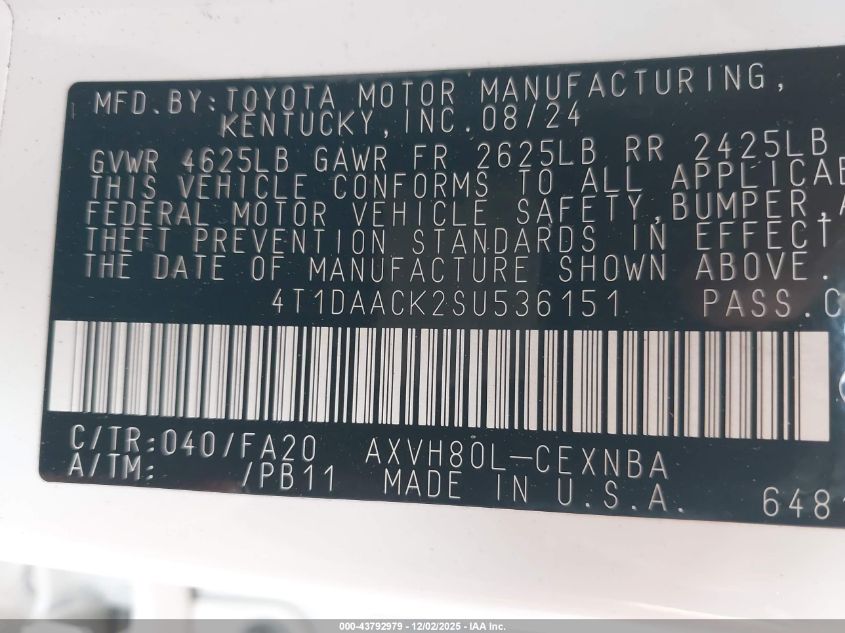 MFD.BY:TOYOTA MOTOR MANUFACTURING,
KENTUCKY,INC.08/24
GVWR 4625LB GAWR FR 2625LB RR 2425LB
THIS VEHICLE CONFORMS TO ALL APPLICAB
FEDERAL MOTOR VEHICLE SAFETY,BUMPER,A
THEFT PREVENTION STANDARDS IN EFFECT
THE DATE OF MANUFACTURE SHOWN ABOVE.
4T1DAACK2SU536151 PASS.C
C/TR:040/FA20 AXVH80L-CEXNBA
A/TM: /PB11 MADE IN U.S.A. 6481
000-43792979 - 12/02/2025 - IAA Inc.